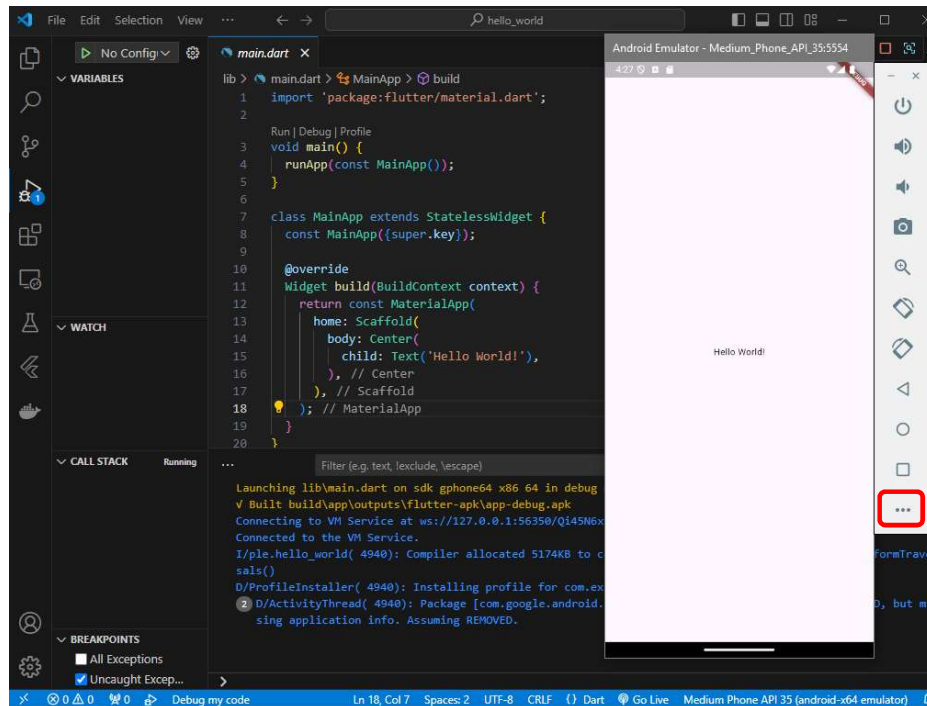 File Edit Selection View ... hello_world
No Config
main.dart
VARIABLES
lib > main.dart > MainApp > build
1 import 'package:flutter/material.dart';
2
Run | Debug | Profile
3 void main() {
4 runApp(const MainApp());
5 }
6
7 class MainApp extends StatelessWidget {
8 const MainApp({super.key});
9
10 @override
11 Widget build(BuildContext context) {
12 return const MaterialApp(
13 home: Scaffold(
14 body: Center(
15 child: Text('Hello World!'),
16 ), // Center
17 ), // Scaffold
18 ); // MaterialApp
19 }
20 }
WATCH
CALL STACK Running
... Filter (e.g. text, !exclude, \escape)
Launching lib\main.dart on sdk gphone64 x86 64 in debug
√ Built build\app\outputs\flutter-apk\app-debug.apk
Connecting to VM Service at ws://127.0.0.1:56350/Qi45N6x
Connected to the VM Service.
I/ple.hello_world( 4940): Compiler allocated 5174KB to c formTrav
sals()
D/ProfileInstaller( 4940): Installing profile for com.ex
2 D/ActivityThread( 4940): Package [com.google.android. D, but m
sing application info. Assuming REMOVED.
BREAKPOINTS
All Exceptions
Uncaught Excep...
>
0 0 0 Debug my code Ln 18, Col 7 Spaces: 2 UTF-8 CRLF {} Dart Go Live Medium Phone API 35 (android-x64 emulator)
Android Emulator - Medium_Phone_API_35:5554
4:27
Hello World!
1